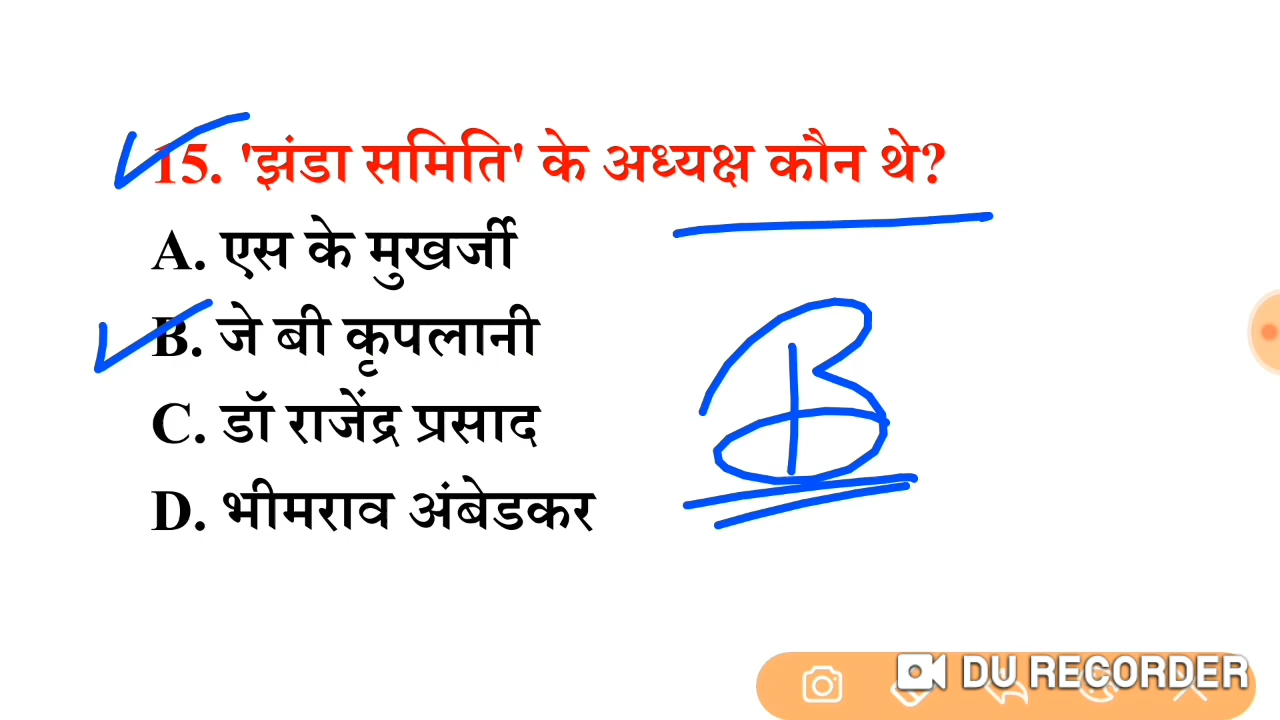 15. 'झंडा समिति' के अध्यक्ष कौन थे?
A. एस के मुखर्जी
B. जे बी कृपलानी
C. डॉ राजेंद्र प्रसाद
D. भीमराव अंबेडकर
B
DU RECORDER